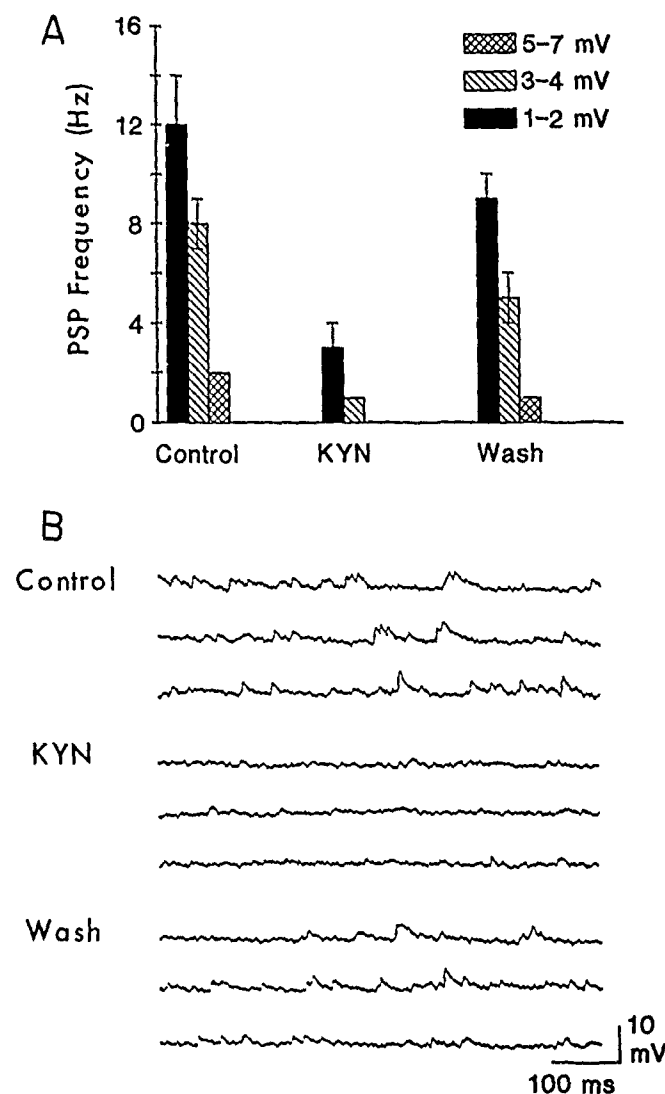 A
16
12
8
4
0
PSP Frequency (Hz)
5-7 mV
3-4 mV
1-2 mV
Control
KYN
Wash
B
Control
KYN
Wash
10
mV
100 ms